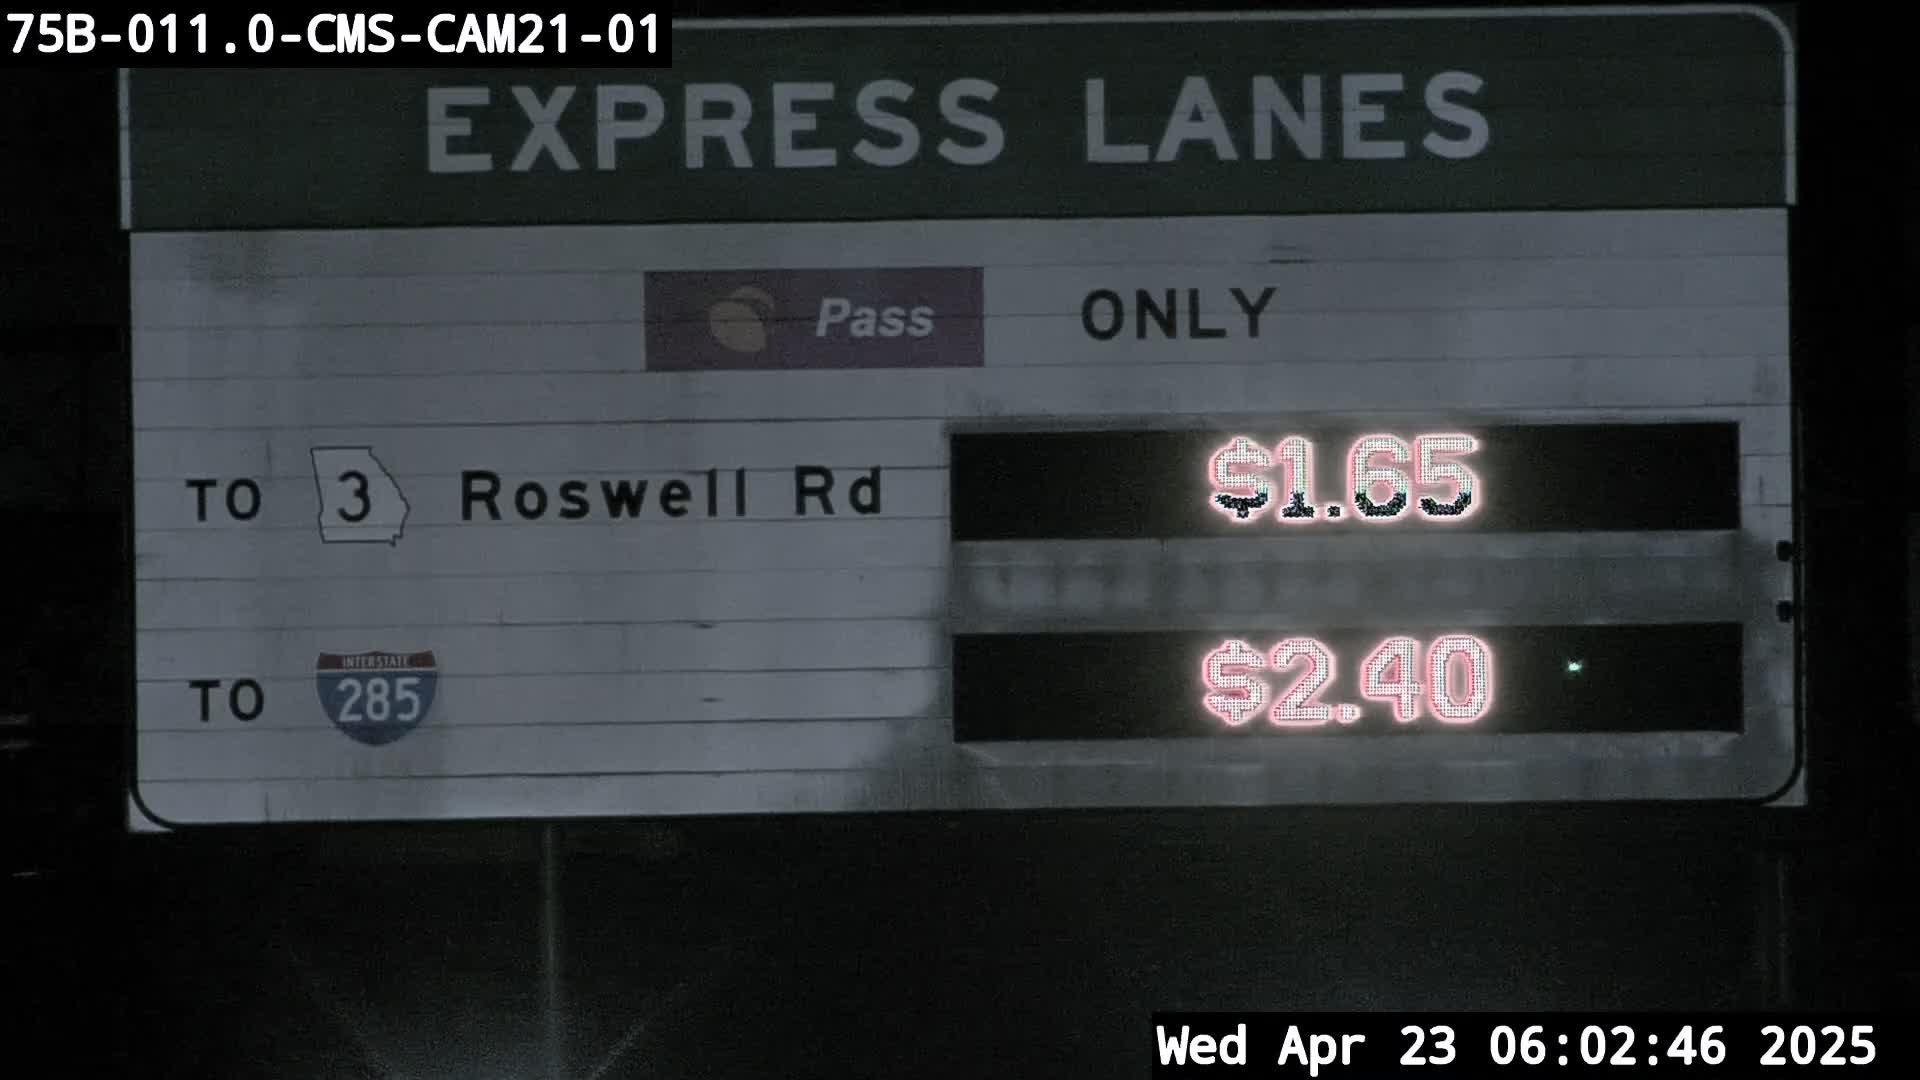 75B-011.0-CMS-CAM21-01
EXPRESS LANES
Pass ONLY
TO 3 Roswell Rd $1.65
TO INTERSTATE 285 $2.40
Wed Apr 23 06:02:46 2025